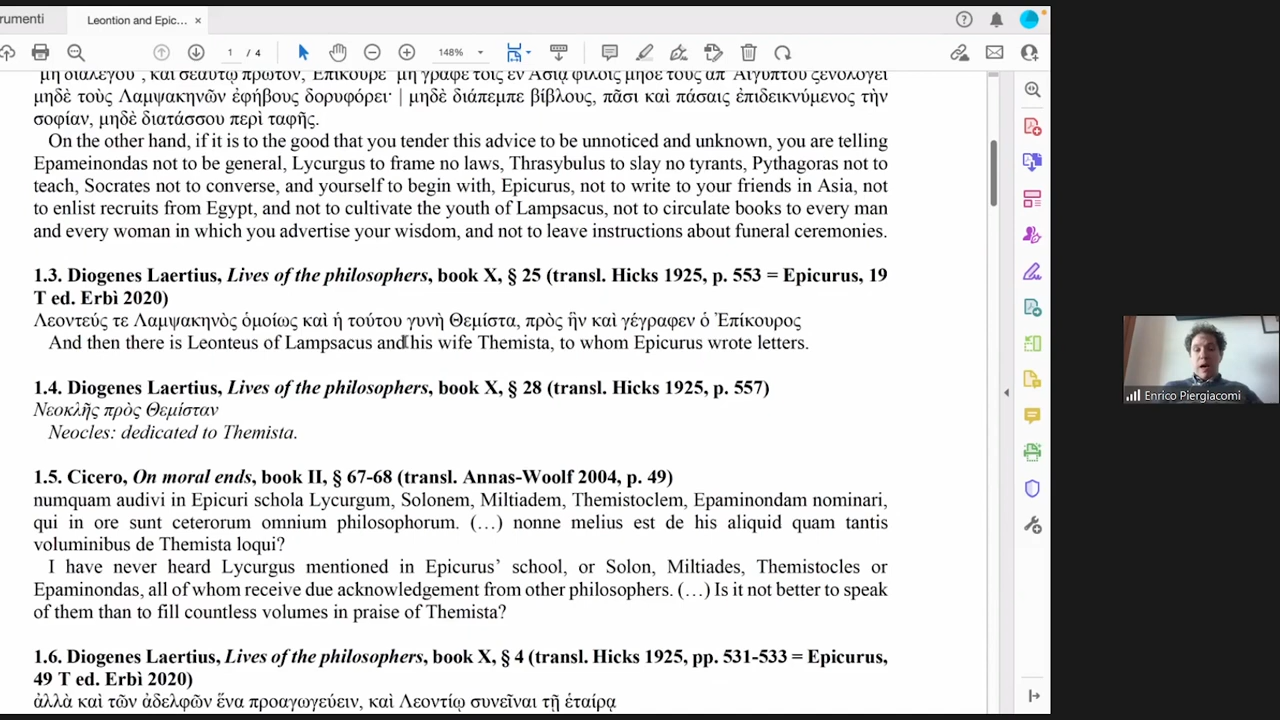 rumenti
Leontion and Epic... ×
1 / 4
148%
μὴ διαλέγου", καὶ σεαυτῷ πρῶτον, Ἐπίκουρε "μὴ γράφε τοῖς ἐν Ἀσίᾳ φίλοις μηδὲ τοὺς ἀπ' Αἰγύπτου ξενολόγει
μηδὲ τοὺς Λαμψακηνῶν ἐφήβους δορυφόρει· | μηδὲ διάπεμπε βίβλους, πᾶσι καὶ πάσαις ἐπιδεικνύμενος τὴν
σοφίαν, μηδὲ διατάσσου περὶ ταφῆς.
On the other hand, if it is to the good that you tender this advice to be unnoticed and unknown, you are telling
Epameinondas not to be general, Lycurgus to frame no laws, Thrasybulus to slay no tyrants, Pythagoras not to
teach, Socrates not to converse, and yourself to begin with, Epicurus, not to write to your friends in Asia, not
to enlist recruits from Egypt, and not to cultivate the youth of Lampsacus, not to circulate books to every man
and every woman in which you advertise your wisdom, and not to leave instructions about funeral ceremonies.
1.3. Diogenes Laertius, Lives of the philosophers, book X, § 25 (transl. Hicks 1925, p. 553 = Epicurus, 19
T ed. Erbì 2020)
Λεοντεύς τε Λαμψακηνὸς ὁμοίως καὶ ἡ τούτου γυνὴ Θεμίστα, πρὸς ἣν καὶ γέγραφεν ὁ Ἐπίκουρος
And then there is Leonteus of Lampsacus and his wife Themista, to whom Epicurus wrote letters.
1.4. Diogenes Laertius, Lives of the philosophers, book X, § 28 (transl. Hicks 1925, p. 557)
Νεοκλῆς πρὸς Θεμίσταν
Neocles: dedicated to Themista.
1.5. Cicero, On moral ends, book II, § 67-68 (transl. Annas-Woolf 2004, p. 49)
numquam audivi in Epicuri schola Lycurgum, Solonem, Miltiadem, Themistoclem, Epaminondam nominari,
qui in ore sunt ceterorum omnium philosophorum. (…) nonne melius est de his aliquid quam tantis
voluminibus de Themista loqui?
I have never heard Lycurgus mentioned in Epicurus' school, or Solon, Miltiades, Themistocles or
Epaminondas, all of whom receive due acknowledgement from other philosophers. (…) Is it not better to speak
of them than to fill countless volumes in praise of Themista?
1.6. Diogenes Laertius, Lives of the philosophers, book X, § 4 (transl. Hicks 1925, pp. 531-533 = Epicurus,
49 T ed. Erbì 2020)
ἀλλὰ καὶ τῶν ἀδελφῶν ἕνα προαγωγεύειν, καὶ Λεοντίῳ συνεῖναι τῇ ἑταίρᾳ
Enrico Piergiacomi